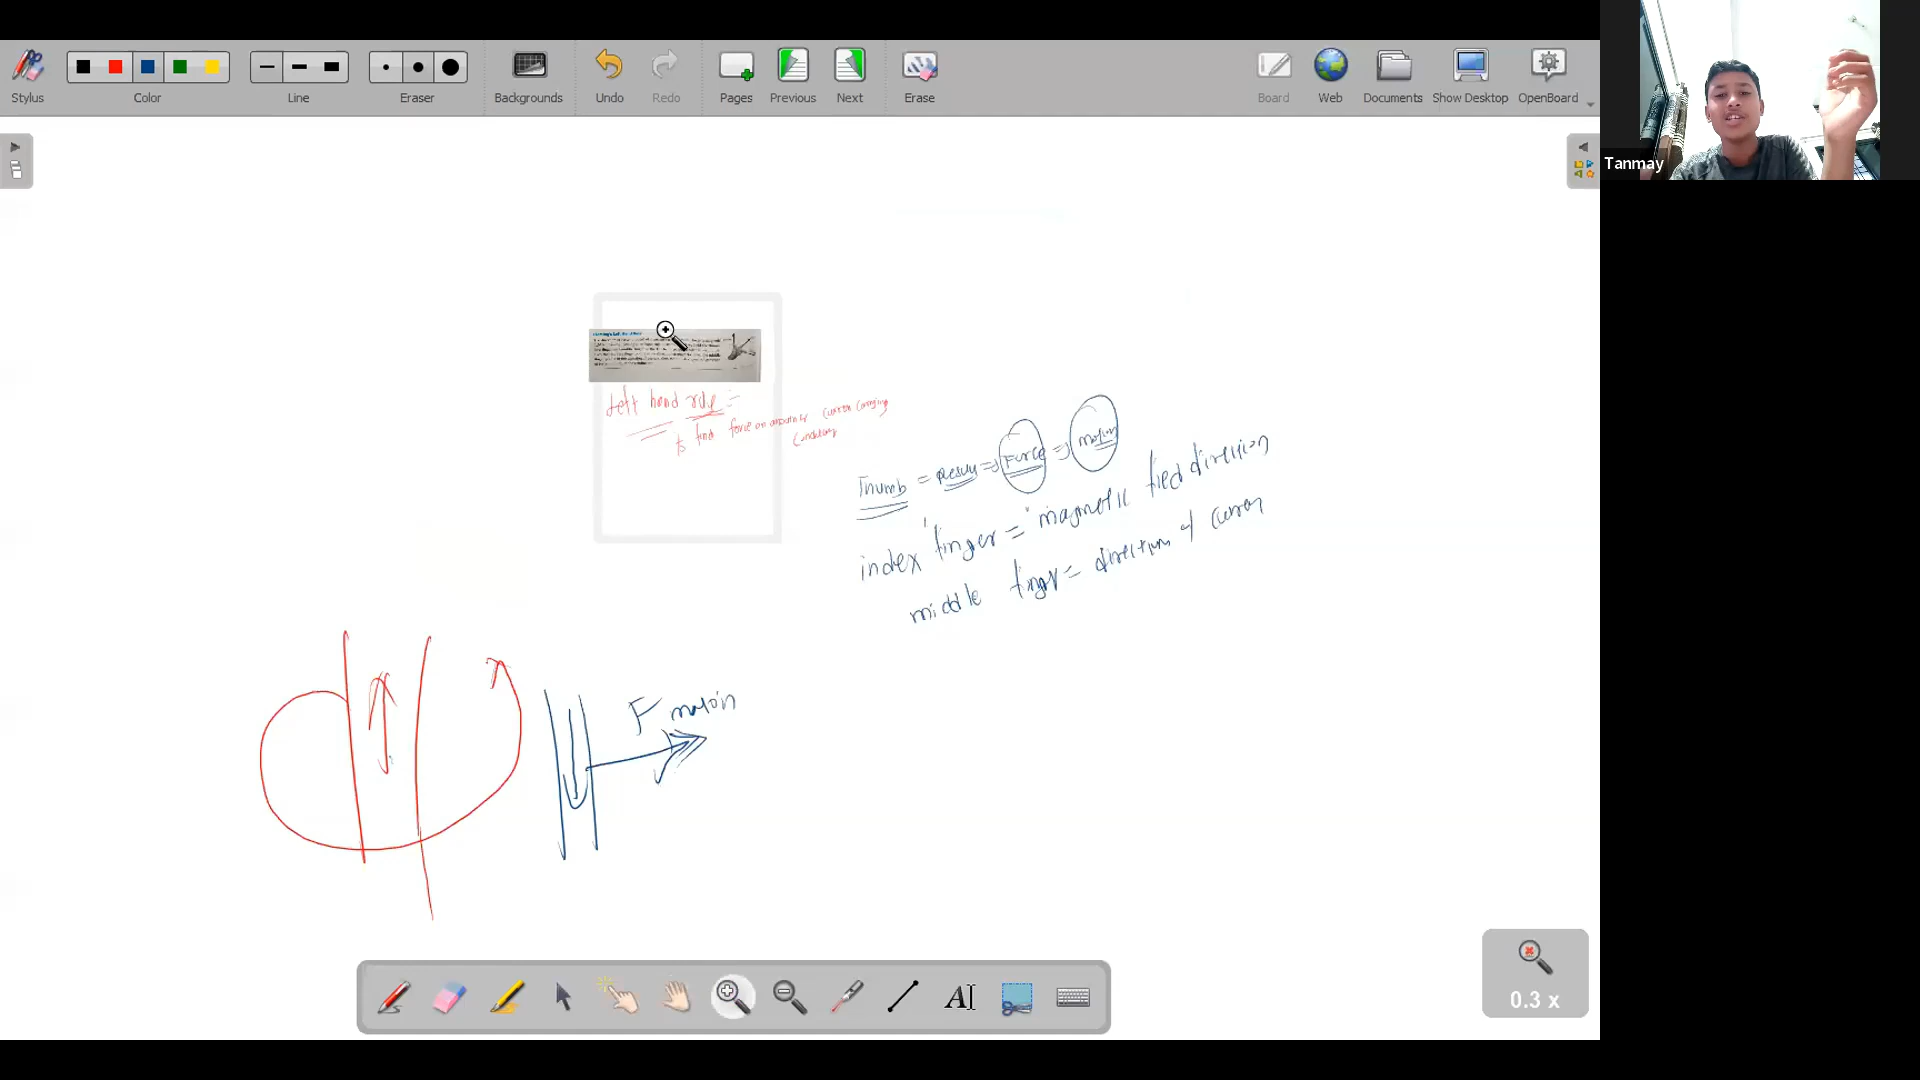 Stylus
Color
Line
Eraser
Backgrounds
Undo
Redo
Pages
Previous
Next
Erase
Board
Web
Documents
Show Desktop
OpenBoard
Tanmay
Left hand rule =
to find force on current carrying
Thumb = => Force => motion
index finger = magnetic field direction
middle finger = direction of
F motion
0.3 x